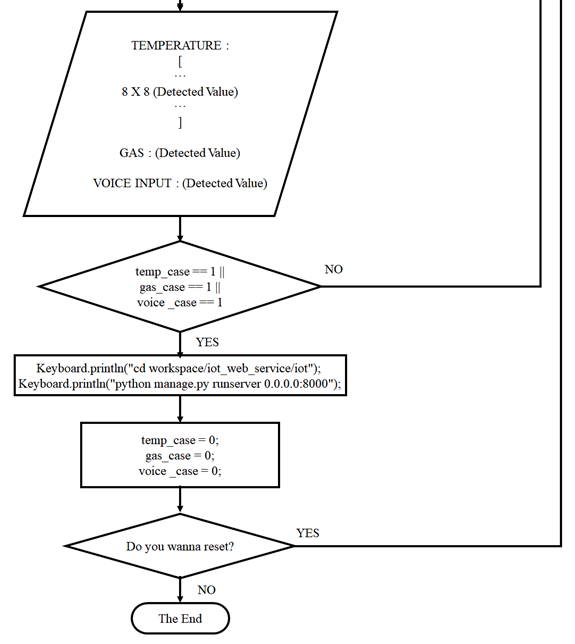 TEMPERATURE :
[
...
8 X 8 (Detected Value)
...
]
GAS : (Detected Value)
VOICE INPUT : (Detected Value)
temp_case == 1 ||
gas_case == 1 ||
voice _case == 1
NO
YES
Keyboard.println("cd workspace/iot_web_service/iot");
Keyboard.println("python manage.py runserver 0.0.0.0:8000");
temp_case = 0;
gas_case = 0;
voice _case = 0;
Do you wanna reset?
YES
NO
The End